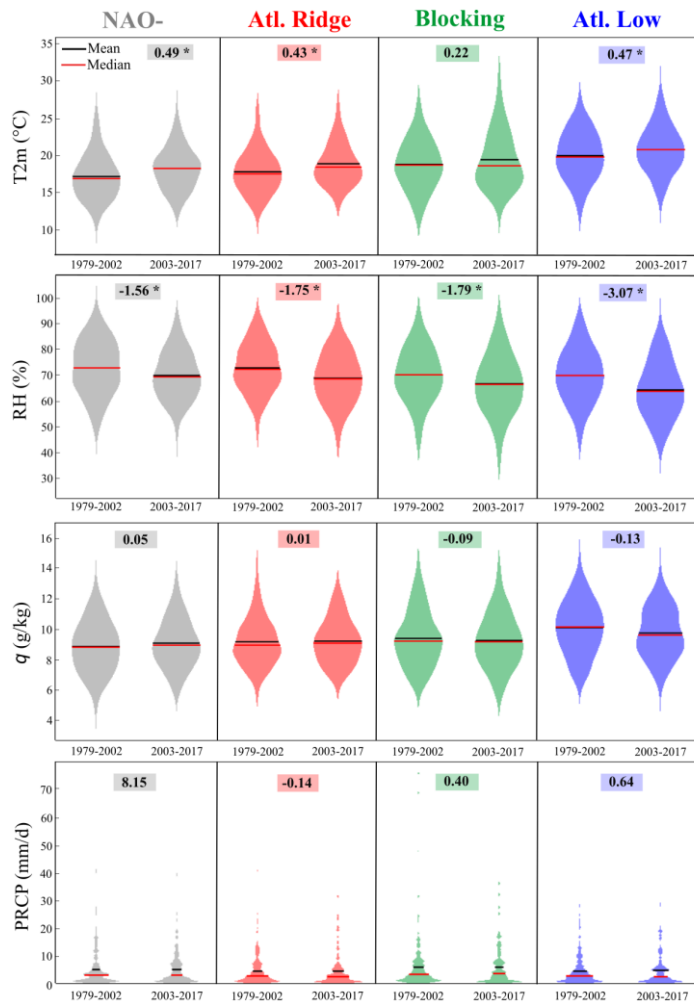 NAO- Atl. Ridge Blocking Atl. Low
Mean
Median
0.49 * 0.43 * 0.22 0.47 *
T2m (°C)
35
30
25
20
15
10
1979-2002 2003-2017 1979-2002 2003-2017 1979-2002 2003-2017 1979-2002 2003-2017
-1.56 * -1.75 * -1.79 * -3.07 *
RH (%)
100
90
80
70
60
50
40
30
1979-2002 2003-2017 1979-2002 2003-2017 1979-2002 2003-2017 1979-2002 2003-2017
0.05 0.01 -0.09 -0.13
q (g/kg)
16
14
12
10
8
6
4
1979-2002 2003-2017 1979-2002 2003-2017 1979-2002 2003-2017 1979-2002 2003-2017
8.15 -0.14 0.40 0.64
PRCP (mm/d)
70
60
50
40
30
20
10
0
1979-2002 2003-2017 1979-2002 2003-2017 1979-2002 2003-2017 1979-2002 2003-2017